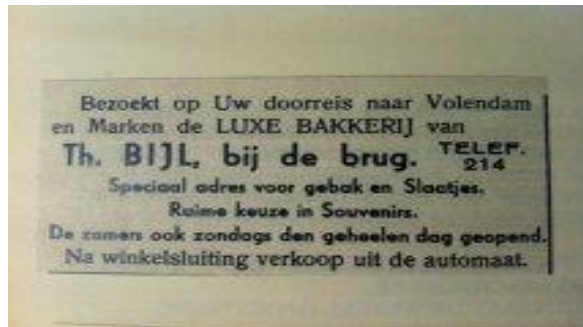 Bezoekt op Uw doorreis naar Volendam
en Marken de LUXE BAKKERIJ van
Th. BIJL, bij de brug. TELEF. 214
Speciaal adres voor gebak en Slaatjes.
Ruime keuze in Souvenirs.
De zomers ook zondags den geheelen dag geopend.
Na winkelsluiting verkoop uit de automaat.